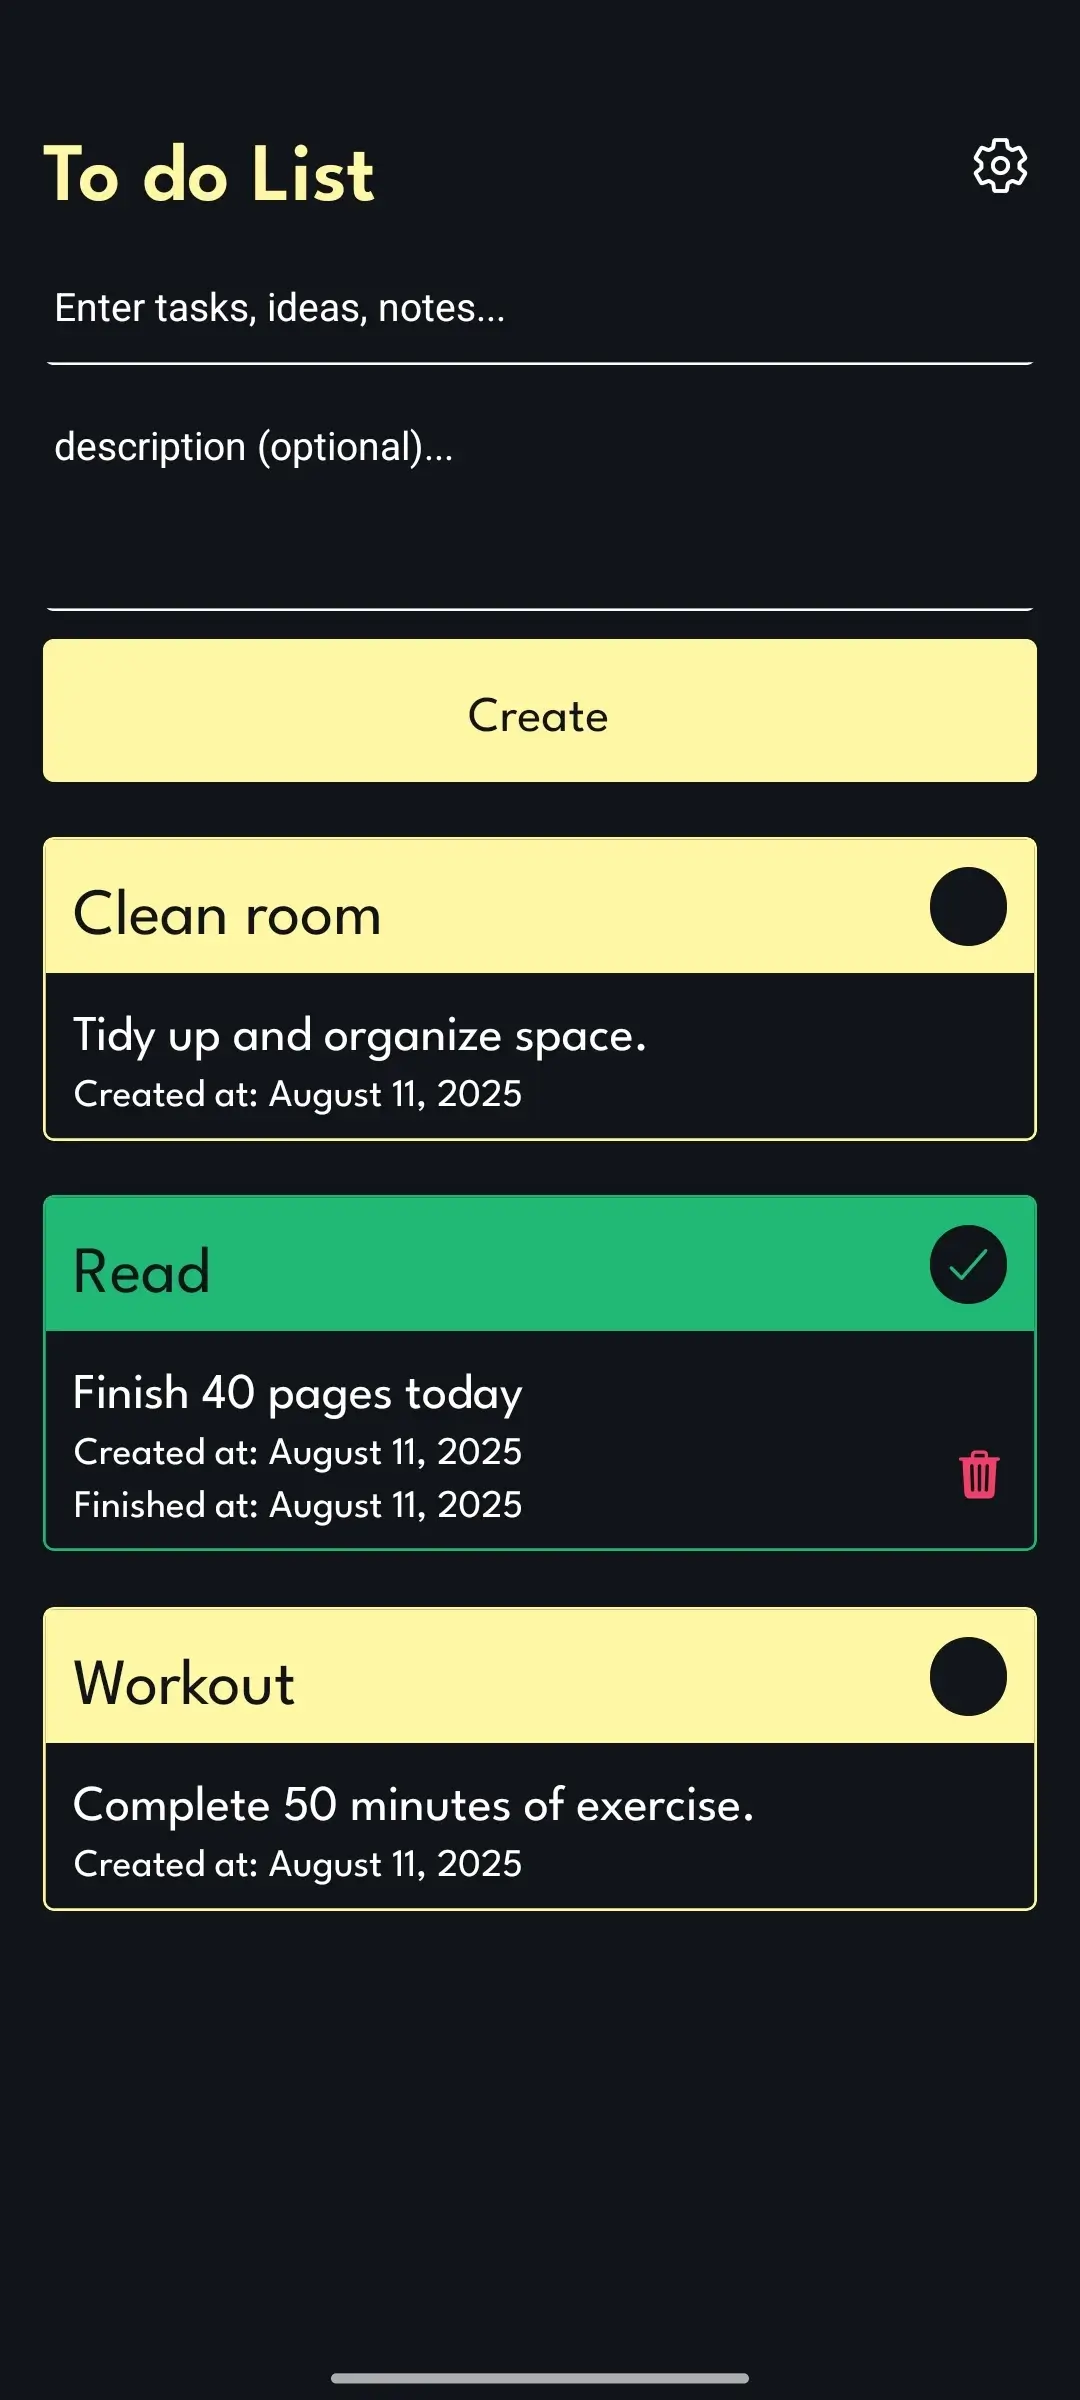 To do List
Enter tasks, ideas, notes...
description (optional)...
Create
Clean room
Tidy up and organize space.
Created at: August 11, 2025
Read
Finish 40 pages today
Created at: August 11, 2025
Finished at: August 11, 2025
Workout
Complete 50 minutes of exercise.
Created at: August 11, 2025